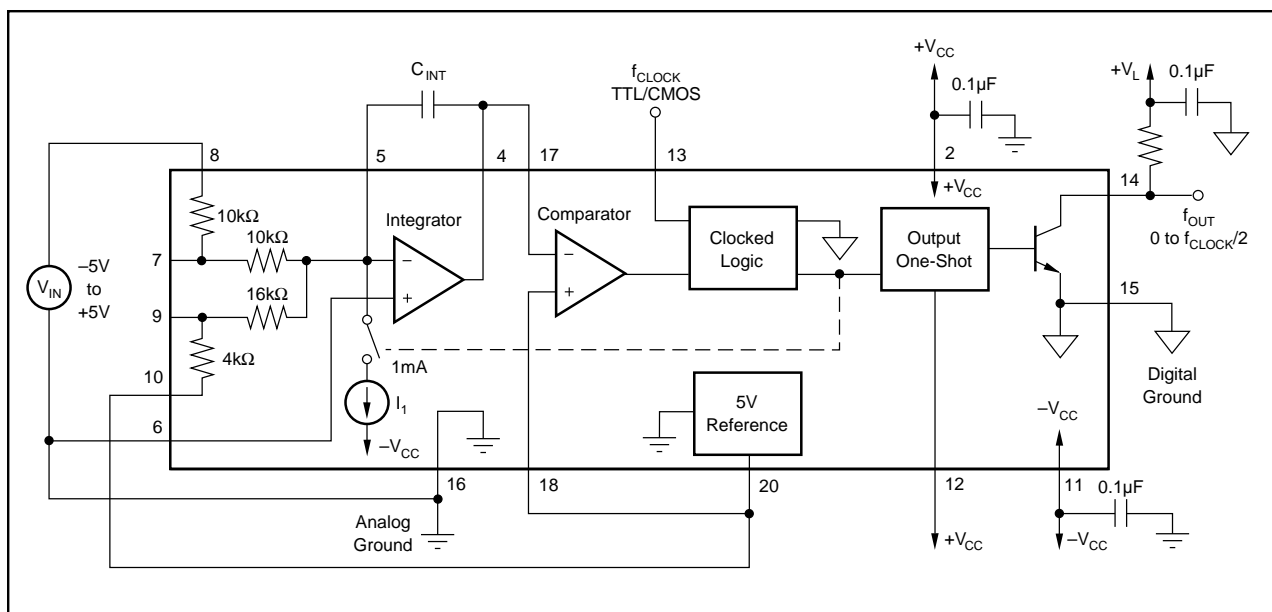 +V_CC
0.1µF
+V_L
0.1µF
C_INT
f_CLOCK
TTL/CMOS
8
5
4
17
13
2
14
+V_CC
10kΩ
10kΩ
Integrator
Comparator
Clocked
Logic
Output
One-Shot
f_OUT
0 to f_CLOCK/2
7
–5V
to
+5V
V_IN
16kΩ
9
–
+
–
+
15
4kΩ
10
1mA
5V
Reference
Digital
Ground
I_1
–V_CC
–V_CC
6
16
18
20
12
11
0.1µF
Analog
Ground
+V_CC
–V_CC